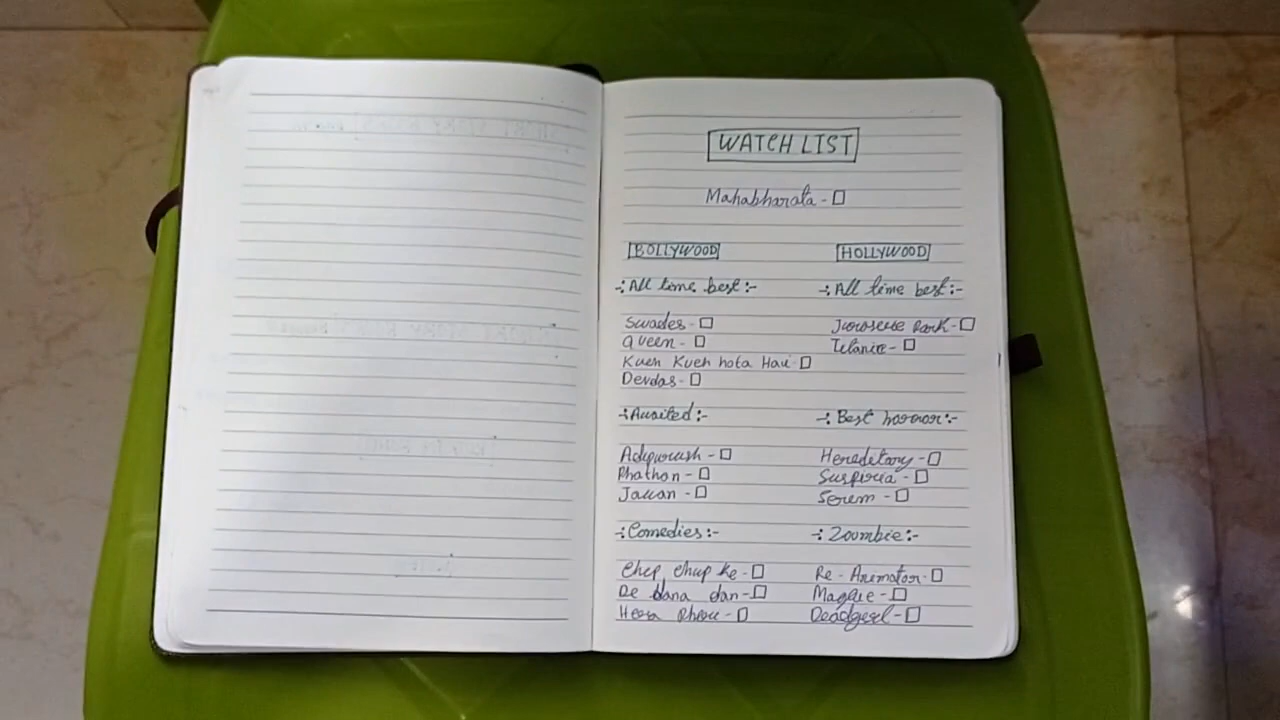 WATCH LIST
Mahabharata - □
BOLLYWOOD
-: All time best :-
Swades - □
Queen - □
Kuch Kuch hota Hai - □
Devdas - □
-: Awaited :-
Adipurush - □
Phathan - □
Jawan - □
-: Comedies :-
Chup Chup ke - □
De dana dan - □
Hera Pheri - □
HOLLYWOOD
-: All time best :-
Jurassic Park - □
Titanic - □
-: Best horror :-
Hereditary - □
Suspiria - □
Scream - □
-: Zoombie :-
Re - Animator - □
Maggie - □
Deadgirl - □